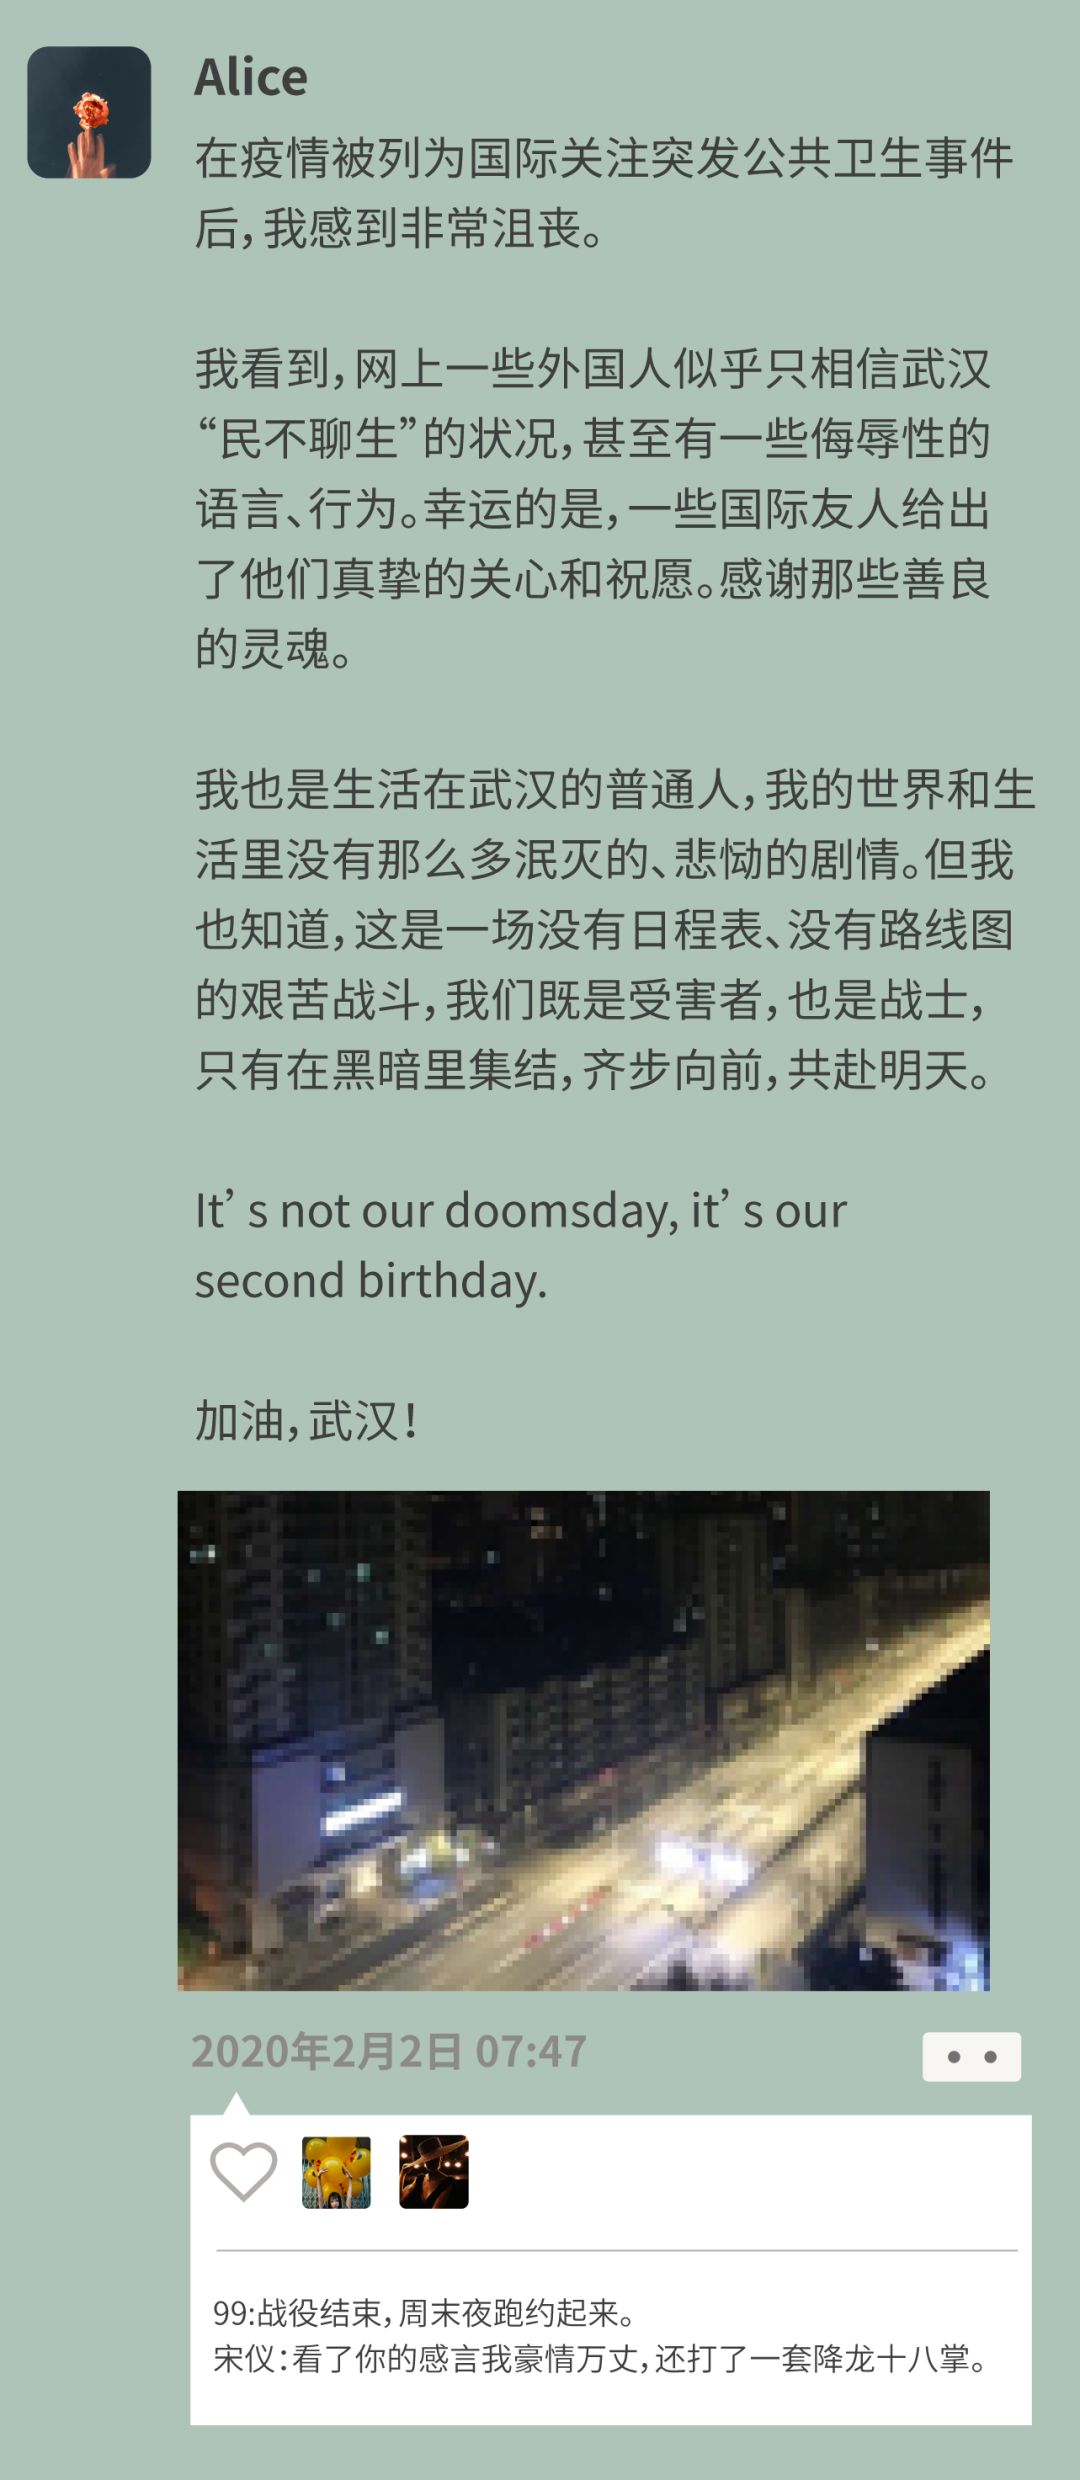 Alice
在疫情被列为国际关注突发公共卫生事件
后，我感到非常沮丧。
我看到，网上一些外国人似乎只相信武汉
“民不聊生”的状况，甚至有一些侮辱性的
语言、行为。幸运的是，一些国际友人给出
了他们真挚的关心和祝愿。感谢那些善良
的灵魂。
我也是生活在武汉的普通人，我的世界和生
活里没有那么多泯灭的、悲恸的剧情。但我
也知道，这是一场没有日程表、没有路线图
的艰苦战斗，我们既是受害者，也是战士，
只有在黑暗里集结，齐步向前，共赴明天。
It’s not our doomsday, it’s our
second birthday.
加油，武汉！
2020年2月2日 07:47
99:战役结束，周末夜跑约起来。
宋仪：看了你的感言我豪情万丈，还打了一套降龙十八掌。